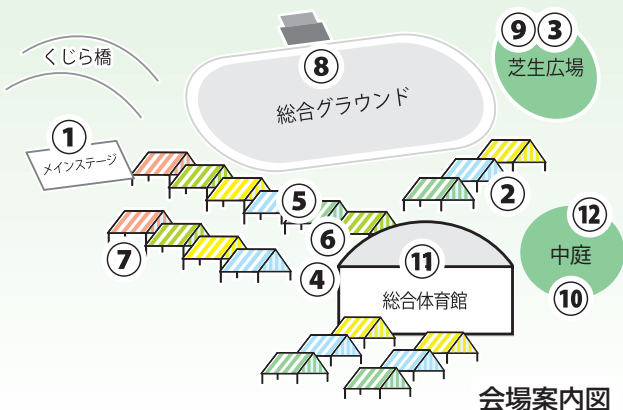 くじら橋
① メインステージ
⑧
総合グラウンド
⑨ ③
芝生広場
②
⑤
⑥
⑦
④
⑪
総合体育館
⑫
中庭
⑩
会場案内図